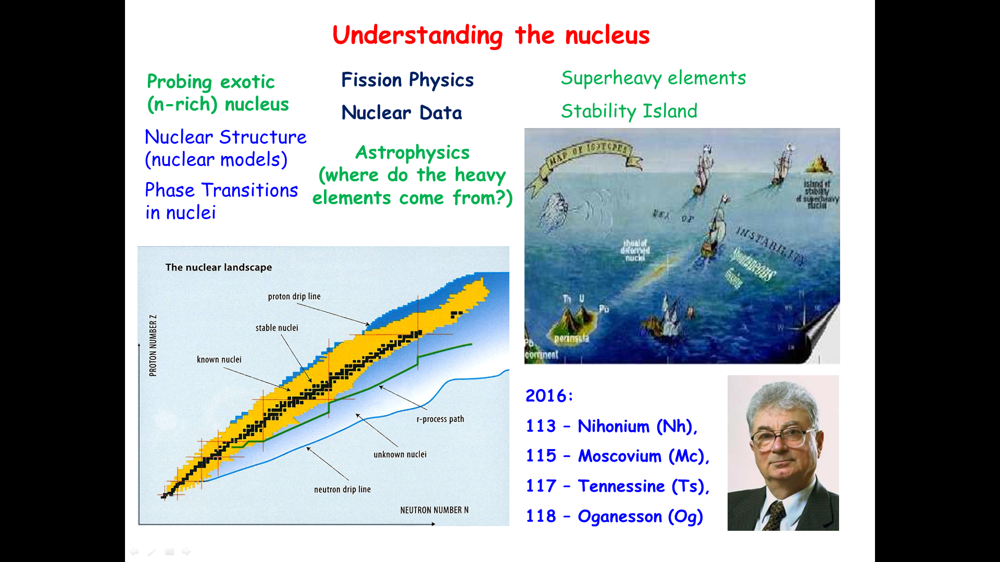 Understanding the nucleus
Probing exotic
(n-rich) nucleus
Nuclear Structure
(nuclear models)
Phase Transitions
in nuclei
Fission Physics
Nuclear Data
Astrophysics
(where do the heavy
elements come from?)
Superheavy elements
Stability Island
The nuclear landscape
proton drip line
stable nuclei
known nuclei
r-process path
unknown nuclei
neutron drip line
PROTON NUMBER Z
NEUTRON NUMBER N
MAP OF ISOTOPES
island of
stability
of superheavy
nuclei
SEA OF INSTABILITY
shoal of
deformed
nuclei
Spontaneous
fission
Th U
Pu
peninsula
continent
N
W
2016:
113 – Nihonium (Nh),
115 – Moscovium (Mc),
117 – Tennessine (Ts),
118 – Oganesson (Og)